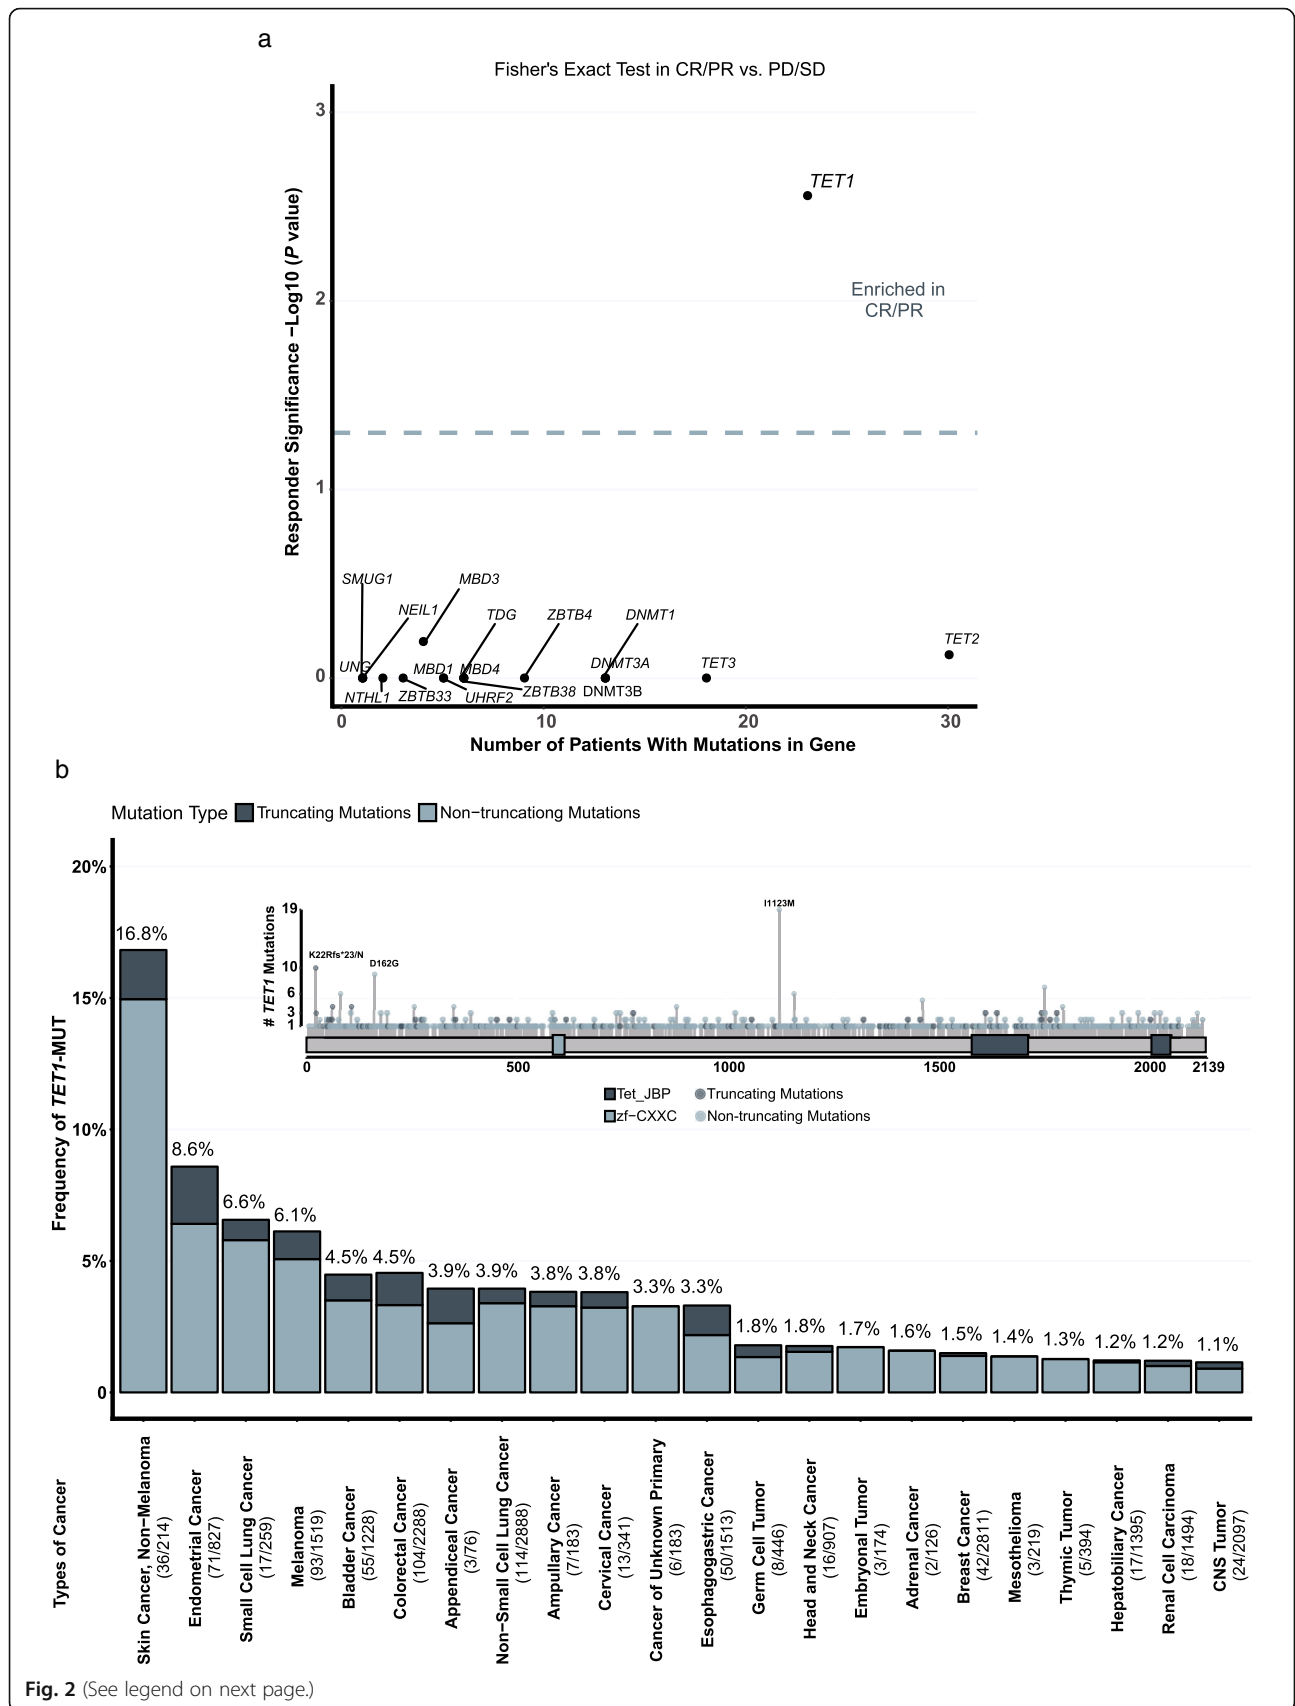 a
Fisher's Exact Test in CR/PR vs. PD/SD
Responder Significance −Log10 (P value)
3
2
1
0
TET1
Enriched in
CR/PR
SMUG1
MBD3
NEIL1
TDG
ZBTB4
DNMT1
TET2
UNG
MBD1
MBD4
DNMT3A
TET3
NTHL1
ZBTB33
UHRF2
ZBTB38
DNMT3B
0
10
20
30
Number of Patients With Mutations in Gene
b
Mutation Type Truncating Mutations Non−truncationg Mutations
Frequency of TET1-MUT
20%
15%
10%
5%
0
# TET1 Mutations
19
10
6
3
1
K22Rfs*23/N
D162G
I1123M
0
500
1000
1500
2000
2139
Tet_JBP
Truncating Mutations
zf−CXXC
Non−truncating Mutations
16.8%
8.6%
6.6%
6.1%
4.5%
4.5%
3.9%
3.9%
3.8%
3.8%
3.3%
3.3%
1.8%
1.8%
1.7%
1.6%
1.5%
1.4%
1.3%
1.2%
1.2%
1.1%
Types of Cancer
Skin Cancer, Non−Melanoma
(36/214)
Endometrial Cancer
(71/827)
Small Cell Lung Cancer
(17/259)
Melanoma
(93/1519)
Bladder Cancer
(55/1228)
Colorectal Cancer
(104/2288)
Appendiceal Cancer
(3/76)
Non−Small Cell Lung Cancer
(114/2888)
Ampullary Cancer
(7/183)
Cervical Cancer
(13/341)
Cancer of Unknown Primary
(6/183)
Esophagogastric Cancer
(50/1513)
Germ Cell Tumor
(8/446)
Head and Neck Cancer
(16/907)
Embryonal Tumor
(3/174)
Adrenal Cancer
(2/126)
Breast Cancer
(42/2811)
Mesothelioma
(3/219)
Thymic Tumor
(5/394)
Hepatobiliary Cancer
(17/1395)
Renal Cell Carcinoma
(18/1494)
CNS Tumor
(24/2097)
Fig. 2 (See legend on next page.)